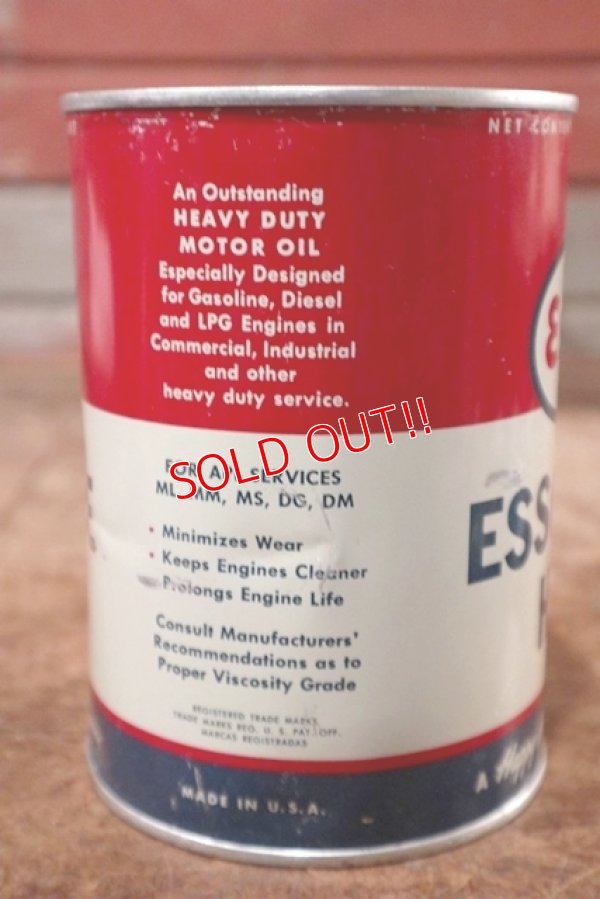 NET
An Outstanding
HEAVY DUTY
MOTOR OIL
Especially Designed
for Gasoline, Diesel
and LPG Engines in
Commercial, Industrial
and other
heavy duty service.
SOLD OUT!!
FOR API SERVICES
ML, MM, MS, DG, DM
• Minimizes Wear
• Keeps Engines Cleaner
Prolongs Engine Life
Consult Manufacturers'
Recommendations as to
Proper Viscosity Grade
REGISTERED TRADE MARKS
TRADE MARKS REG. U. S. PAT. OFF.
MARCAS REGISTRADAS
MADE IN U.S.A.
ESS
A